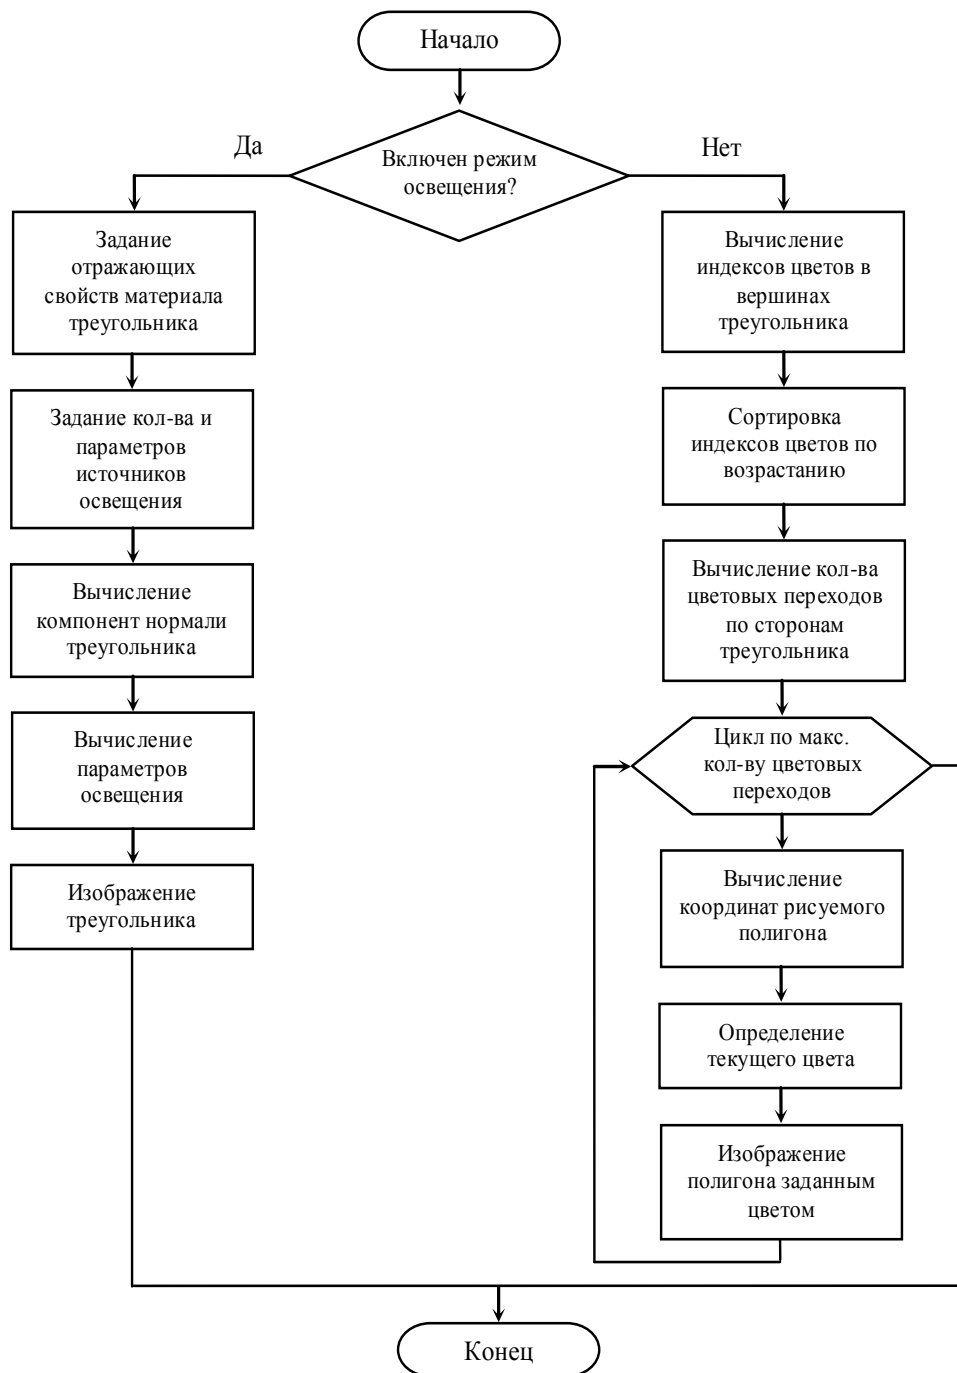 Начало
Да
Включен режим
освещения?
Нет
Задание
отражающих
свойств материала
треугольника
Задание кол-ва и
параметров
источников
освещения
Вычисление
компонент нормали
треугольника
Вычисление
параметров
освещения
Изображение
треугольника
Вычисление
индексов цветов в
вершинах
треугольника
Сортировка
индексов цветов по
возрастанию
Вычисление кол-ва
цветовых переходов
по сторонам
треугольника
Цикл по макс.
кол-ву цветовых
переходов
Вычисление
координат рисуемого
полигона
Определение
текущего цвета
Изображение
полигона заданным
цветом
Конец